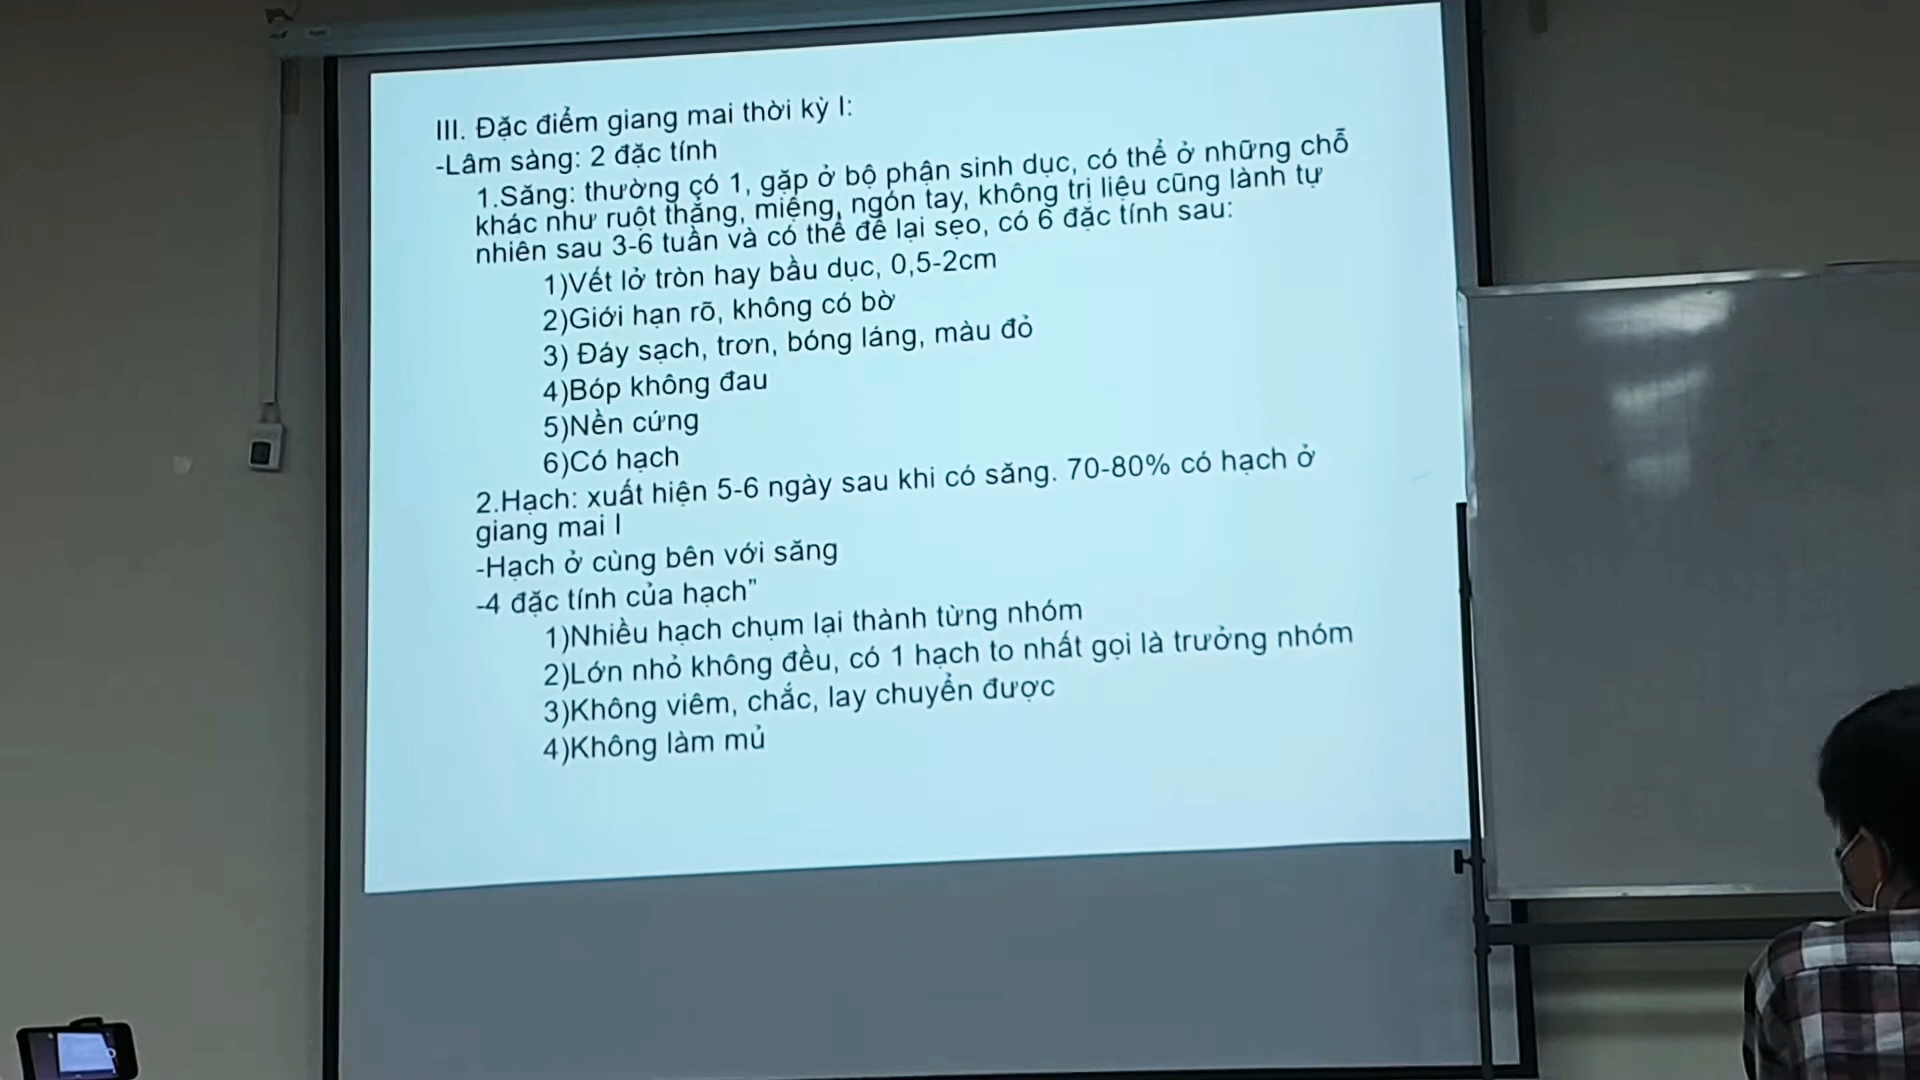 III. Đặc điểm giang mai thời kỳ I:
-Lâm sàng: 2 đặc tính
1.Săng: thường có 1, gặp ở bộ phận sinh dục, có thể ở những chỗ
khác như ruột thẳng, miệng, ngón tay, không trị liệu cũng lành tự
nhiên sau 3-6 tuần và có thể để lại sẹo, có 6 đặc tính sau:
1)Vết lở tròn hay bầu dục, 0,5-2cm
2)Giới hạn rõ, không có bờ
3) Đáy sạch, trơn, bóng láng, màu đỏ
4)Bóp không đau
5)Nền cứng
6)Có hạch
2.Hạch: xuất hiện 5-6 ngày sau khi có săng. 70-80% có hạch ở
giang mai I
-Hạch ở cùng bên với săng
-4 đặc tính của hạch”
1)Nhiều hạch chụm lại thành từng nhóm
2)Lớn nhỏ không đều, có 1 hạch to nhất gọi là trưởng nhóm
3)Không viêm, chắc, lay chuyển được
4)Không làm mủ